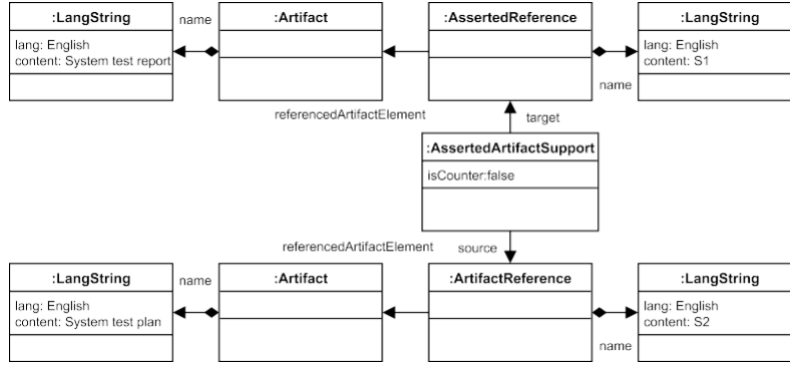 :LangString
name
:Artifact
:AssertedReference
:LangString
lang: English
content: System test report
lang: English
content: S1
name
referencedArtifactElement
target
:AssertedArtifactSupport
isCounter:false
referencedArtifactElement
source
:LangString
name
:Artifact
:ArtifactReference
:LangString
lang: English
content: System test plan
lang: English
content: S2
name